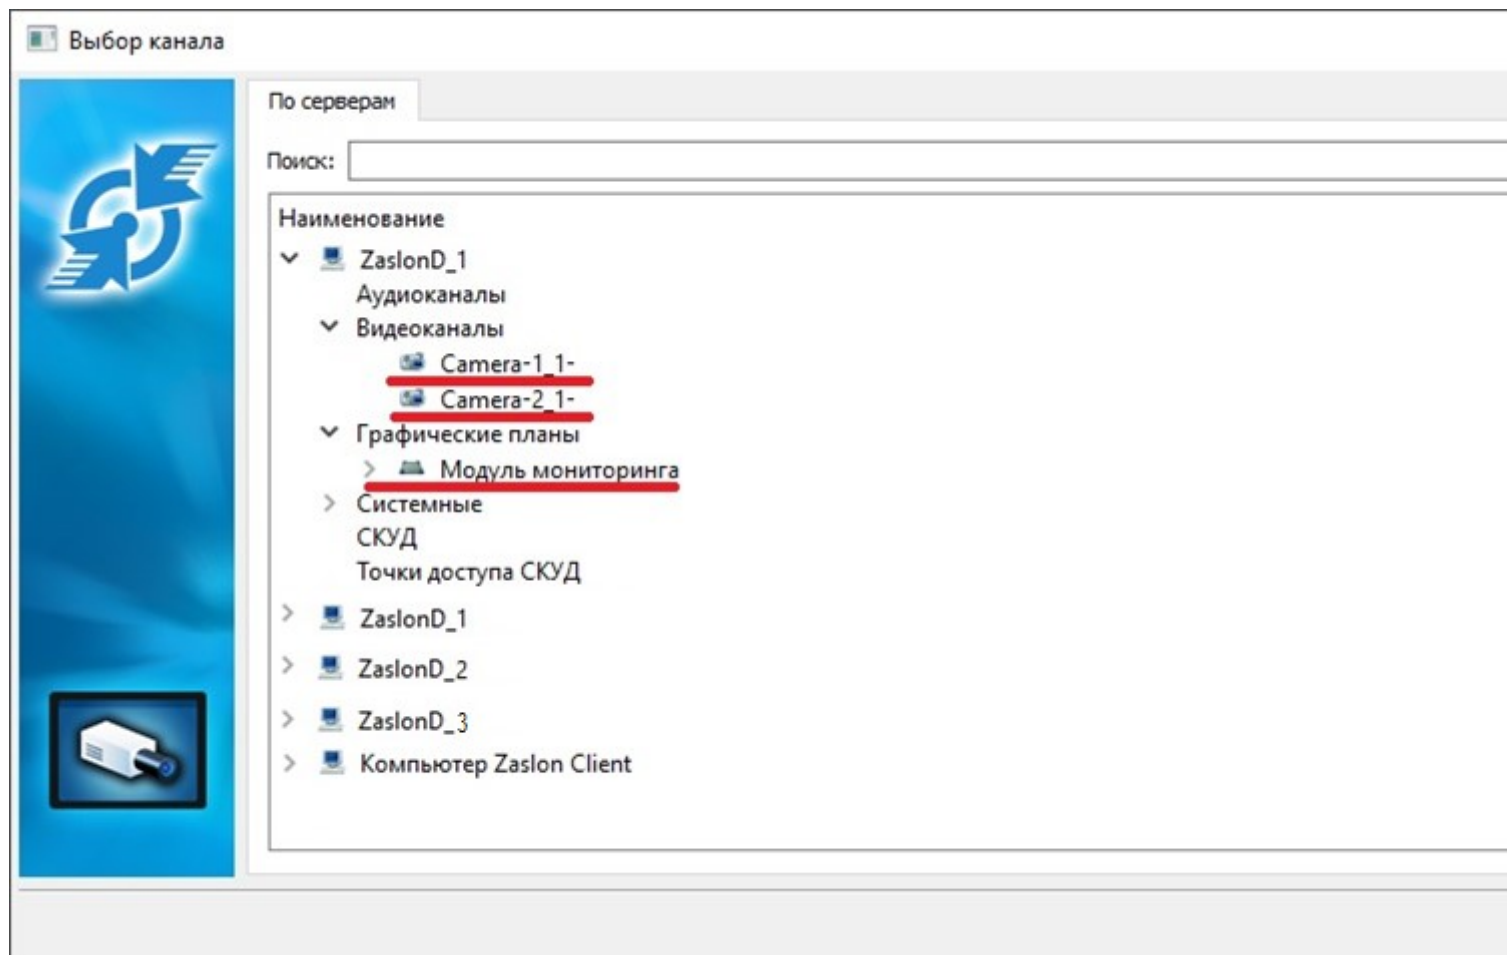 Выбор канала
По серверам
Поиск:
Наименование
ZaslonD_1
Аудиоканалы
Видеоканалы
Camera-1_1-
Camera-2_1-
Графические планы
Модуль мониторинга
Системные
СКУД
Точки доступа СКУД
ZaslonD_1
ZaslonD_2
ZaslonD_3
Компьютер Zaslon Client